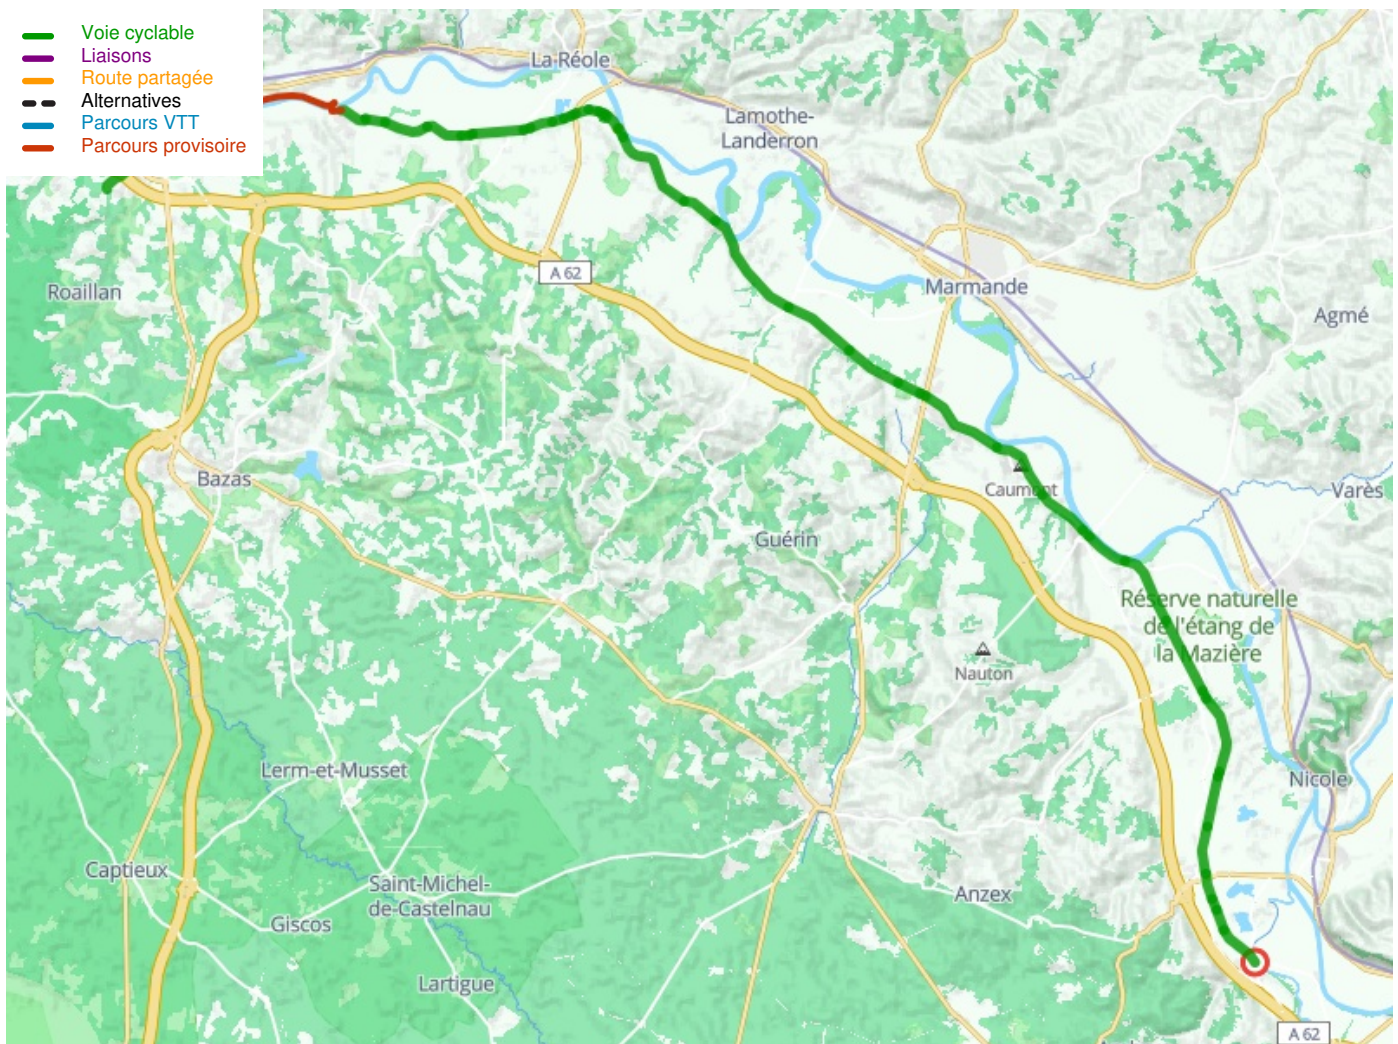 Voie cyclable
Liaisons
Route partagée
Alternatives
Parcours VTT
Parcours provisoire
La Réole
Lamothe-
Landerron
A 62
Roaillan
Marmande
Agmé
Bazas
Caumont
Varès
Guérin
Réserve naturelle
de l'étang de
la Mazière
Nauton
Lerm-et-Musset
Nicole
Captieux
Saint-Michel-
de-Castelnau
Anzex
Giscos
Lartigue
A 62